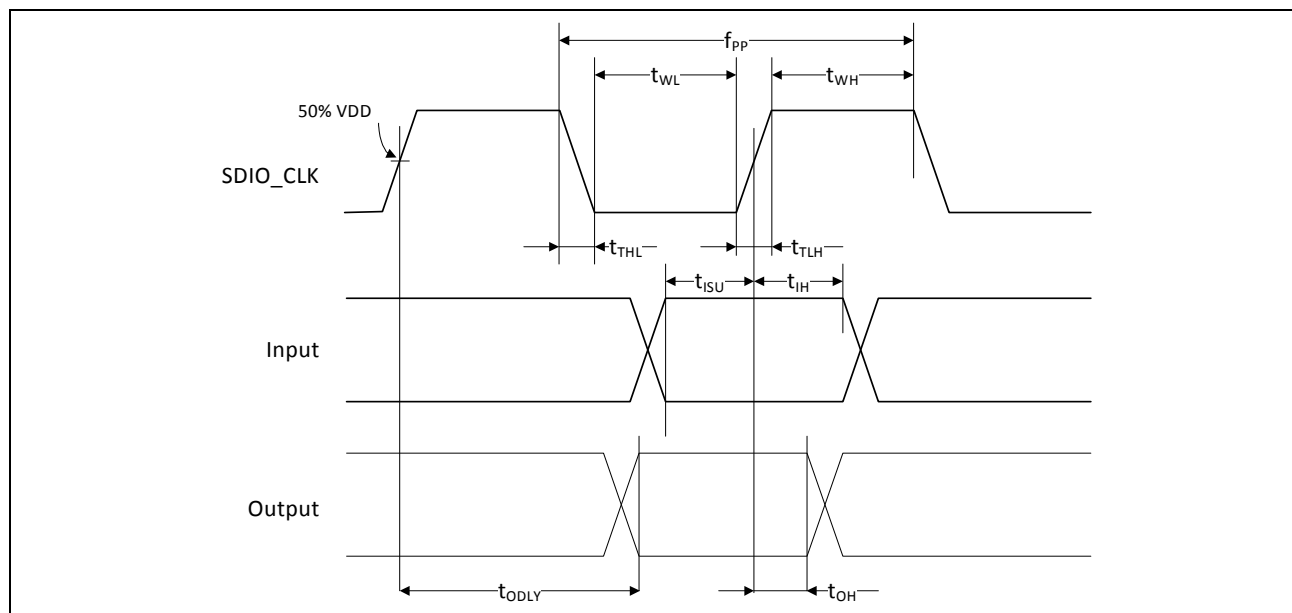 fPP
tWL
tWH
50% VDD
SDIO_CLK
tTHL
tTLH
tISU
tIH
Input
Output
tODLY
tOH